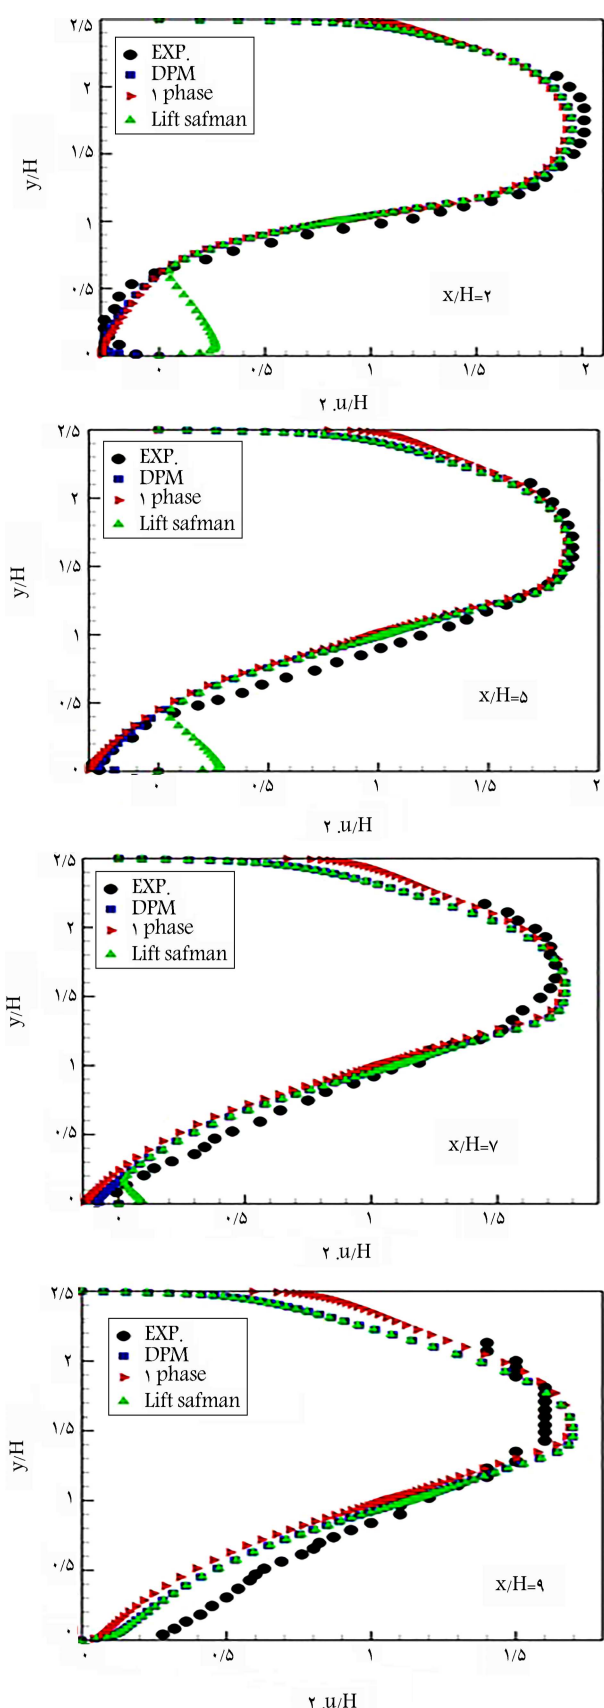 ۲/۵
EXP.
DPM
۲
۱ phase
Lift safman
۱/۵
y/H
۱
۰/۵
x/H=۲
۰
۰ ۰/۵ ۱ ۱/۵ ۲
۲ .u/H
۲/۵
EXP.
DPM
۲
۱ phase
Lift safman
۱/۵
y/H
۱
۰/۵
x/H=۵
۰
۰ ۰/۵ ۱ ۱/۵ ۲
۲ .u/H
۲/۵
EXP.
DPM
۲
۱ phase
Lift safman
۱/۵
y/H
۱
۰/۵
x/H=۷
۰
۰ ۰/۵ ۱ ۱/۵
۲ .u/H
۲/۵
EXP.
DPM
۲
۱ phase
Lift safman
۱/۵
y/H
۱
۰/۵
x/H=۹
۰
۰ ۰/۵ ۱ ۱/۵
۲ .u/H